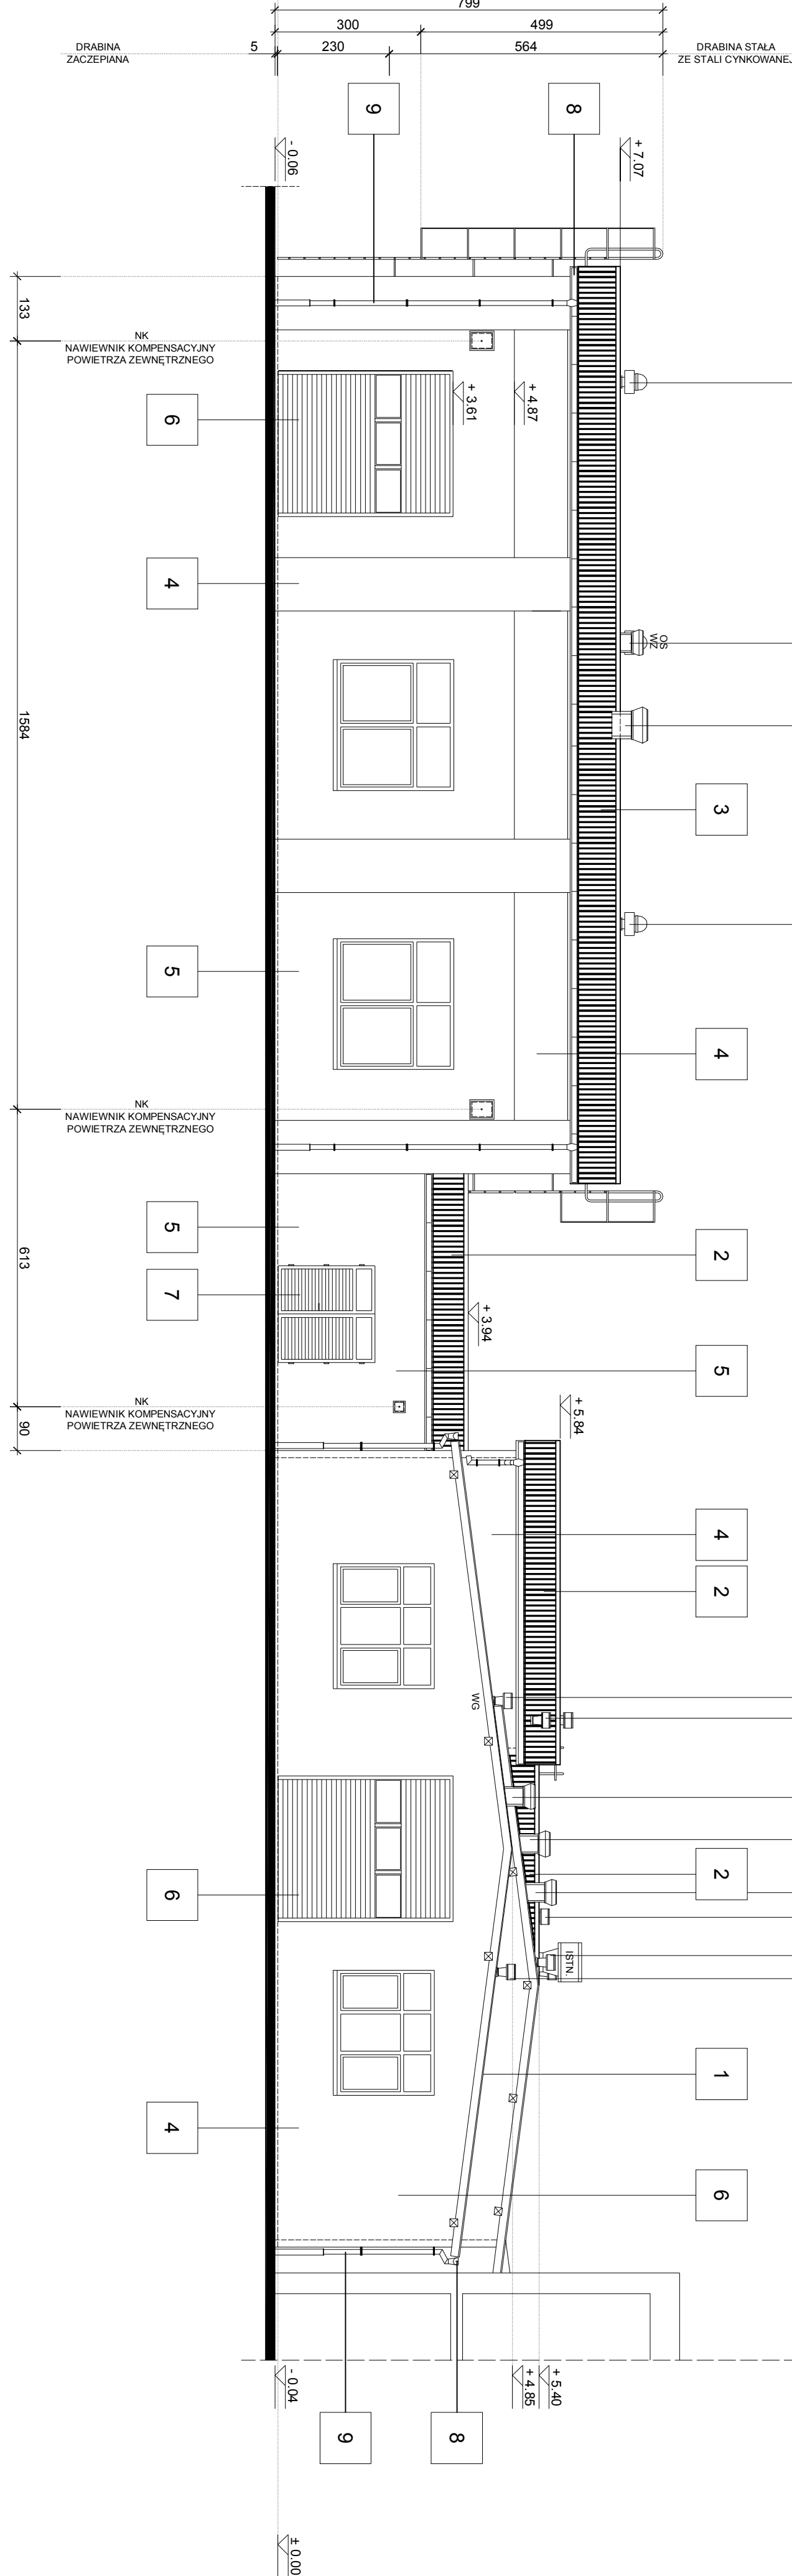 799
300
499
DRABINA
ZACZEPIANA
5
230
564
DRABINA STAŁA
ZE STALI CYNKOWANEJ
9
8
- 0.06
+ 7.07
133
NK
NAWIEWNIK KOMPENSACYJNY
POWIETRZA ZEWNĘTRZNEGO
6
+ 3.61
+ 4.87
4
OS
WZ
1584
3
5
4
NK
NAWIEWNIK KOMPENSACYJNY
POWIETRZA ZEWNĘTRZNEGO
5
2
613
7
+ 3.94
5
NK
NAWIEWNIK KOMPENSACYJNY
POWIETRZA ZEWNĘTRZNEGO
90
+ 5.84
4
2
WG
2
6
ISTN.
1
4
6
- 0.04
+ 4.85
+ 5.40
9
8
± 0.00